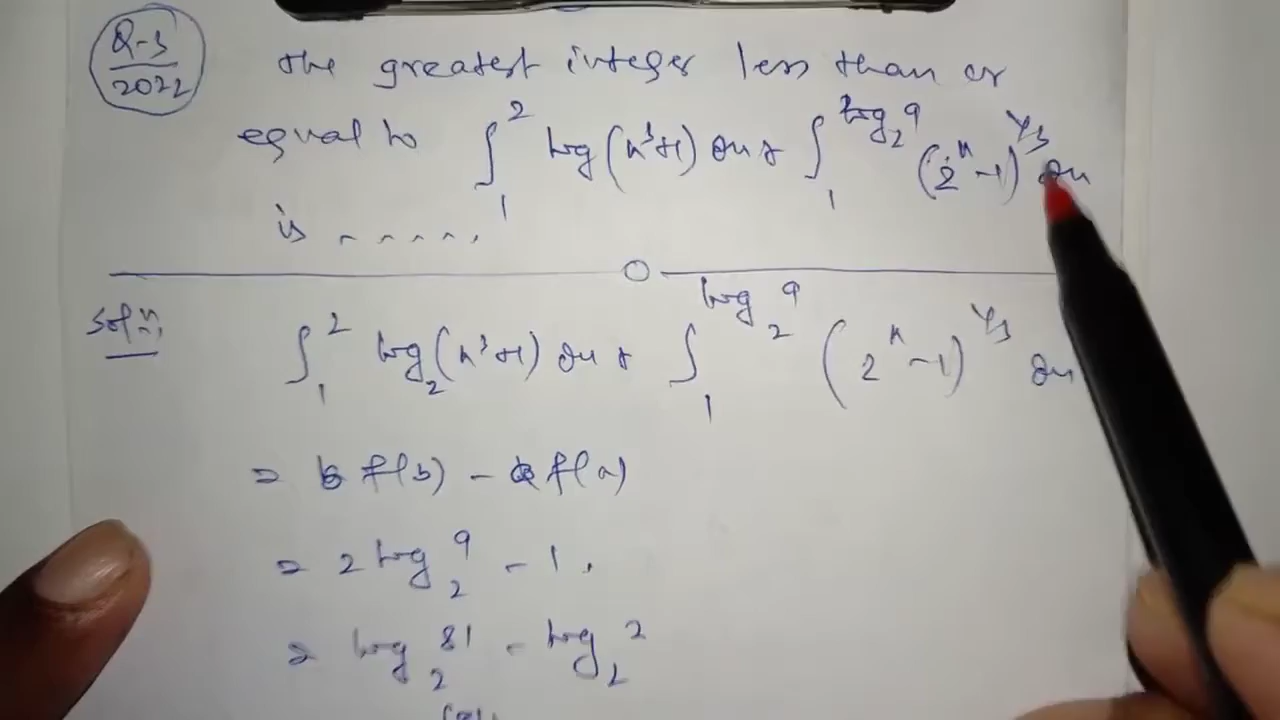 Q-3
2022
The greatest integer less than or
equal to ∫₁² log(x³+1) dx + ∫₁^{log₂9} (2ˣ-1)^{1/3} dx
is .....
Solⁿ:
∫₁² log₂(x³+1) dx + ∫₁^{log₂9} (2ˣ-1)^{1/3} dx
= b f(b) - a f(a)
= 2 log₂9 - 1.
= log₂81 - log₂2